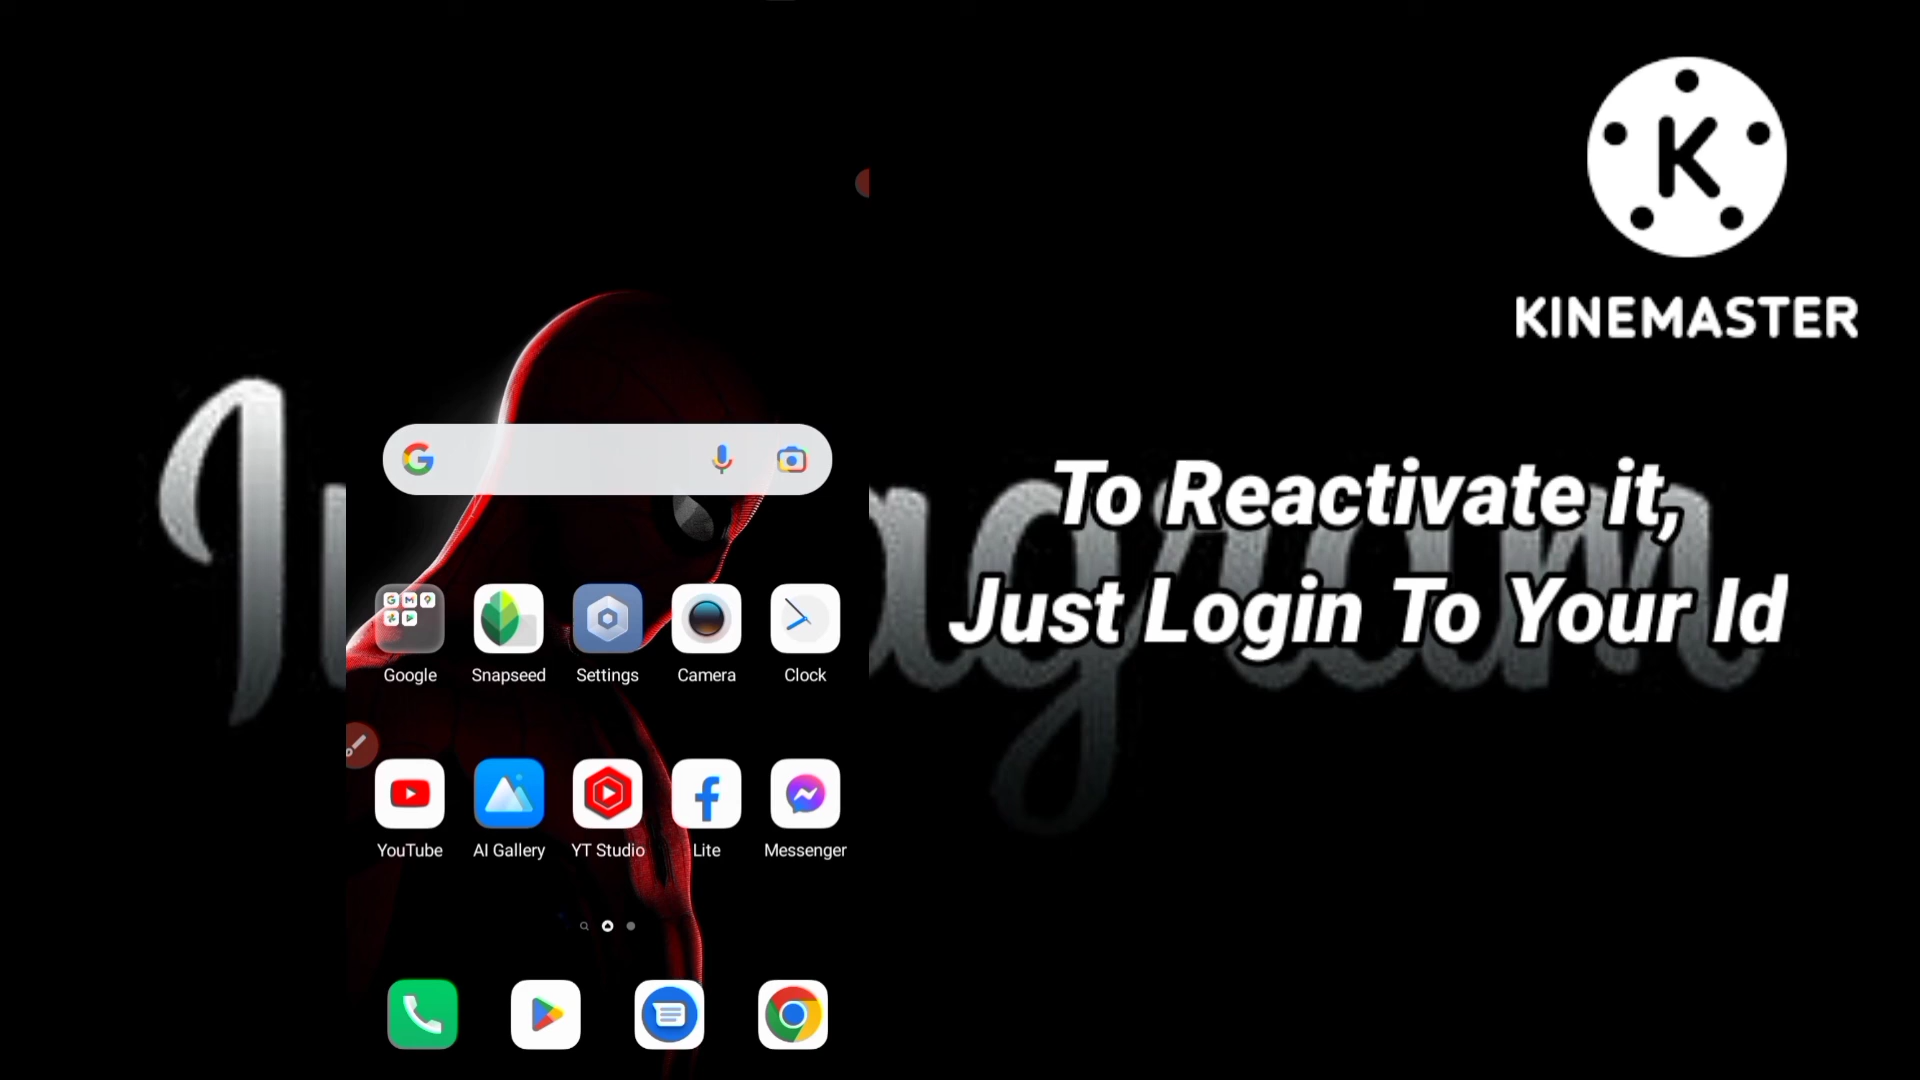 K
KINEMASTER
Instagram
To Reactivate it,
Just Login To Your Id
Google
Snapseed
Settings
Camera
Clock
YouTube
AI Gallery
YT Studio
Lite
Messenger